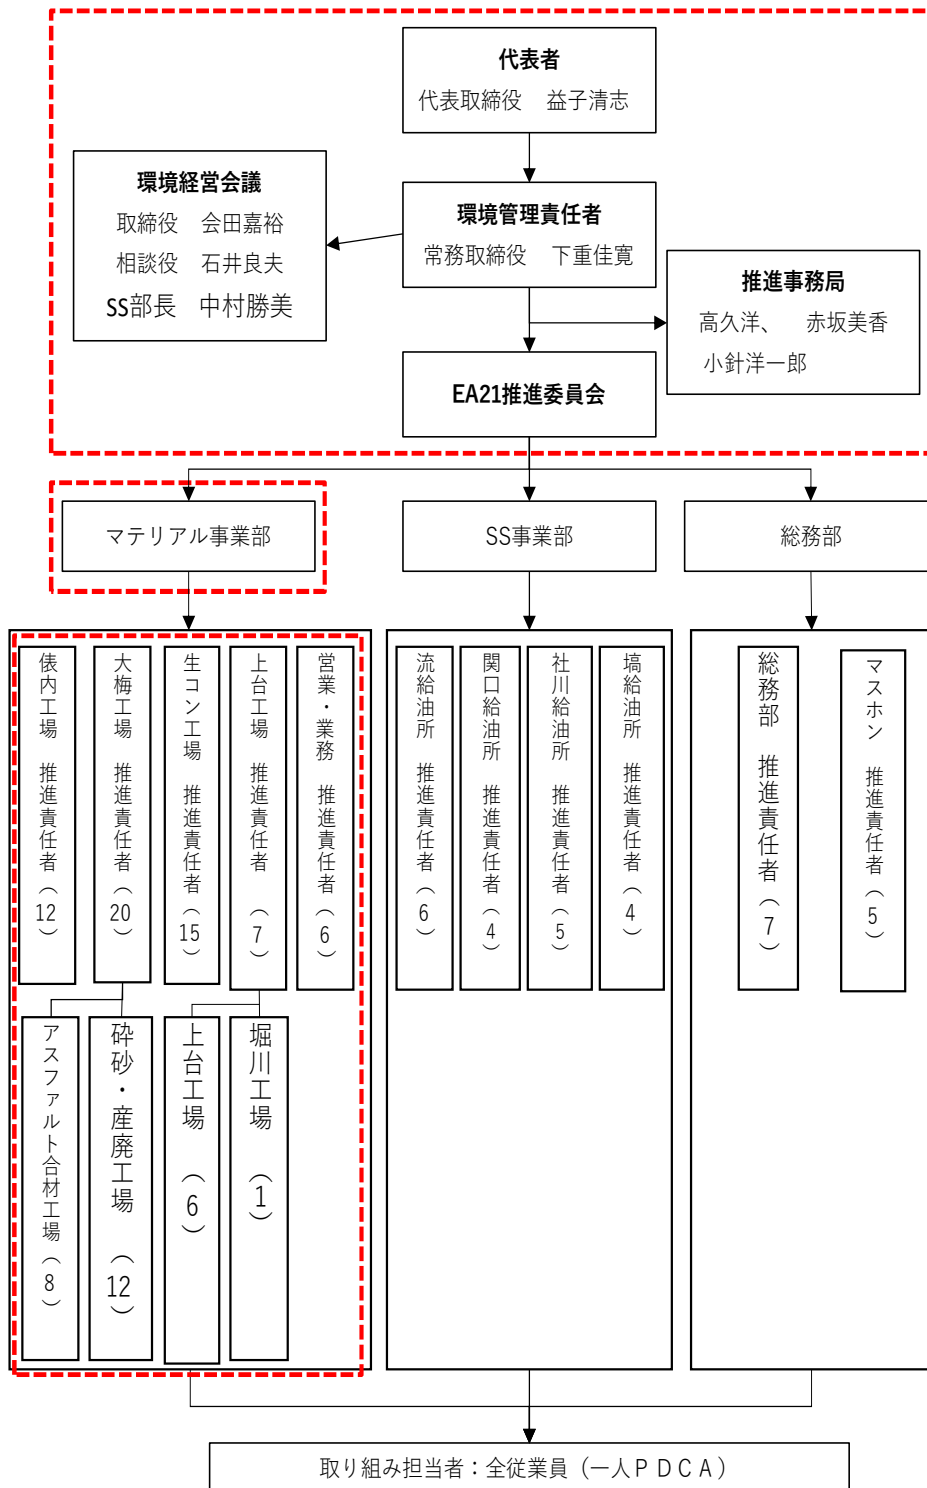 代表者
代表取締役　益子清志
環境経営会議
取締役　会田嘉裕
相談役　石井良夫
SS部長　中村勝美
環境管理責任者
常務取締役　下重佳寛
推進事務局
高久洋、　赤坂美香
小針洋一郎
EA21推進委員会
マテリアル事業部
SS事業部
総務部
俵内工場　推進責任者（12）
大梅工場　推進責任者（20）
生コン工場　推進責任者（15）
上台工場　推進責任者　（7）
営業・業務　推進責任者（6）
流給油所　推進責任者（6）
関口給油所　推進責任者（4）
社川給油所　推進責任者（5）
塙給油所　推進責任者（4）
総務部　推進責任者（7）
マスホン　推進責任者（5）
アスファルト合材工場（8）
砕砂・産廃工場　（12）
上台工場　（6）
堀川工場　（1）
取り組み担当者：全従業員（一人ＰＤＣＡ）